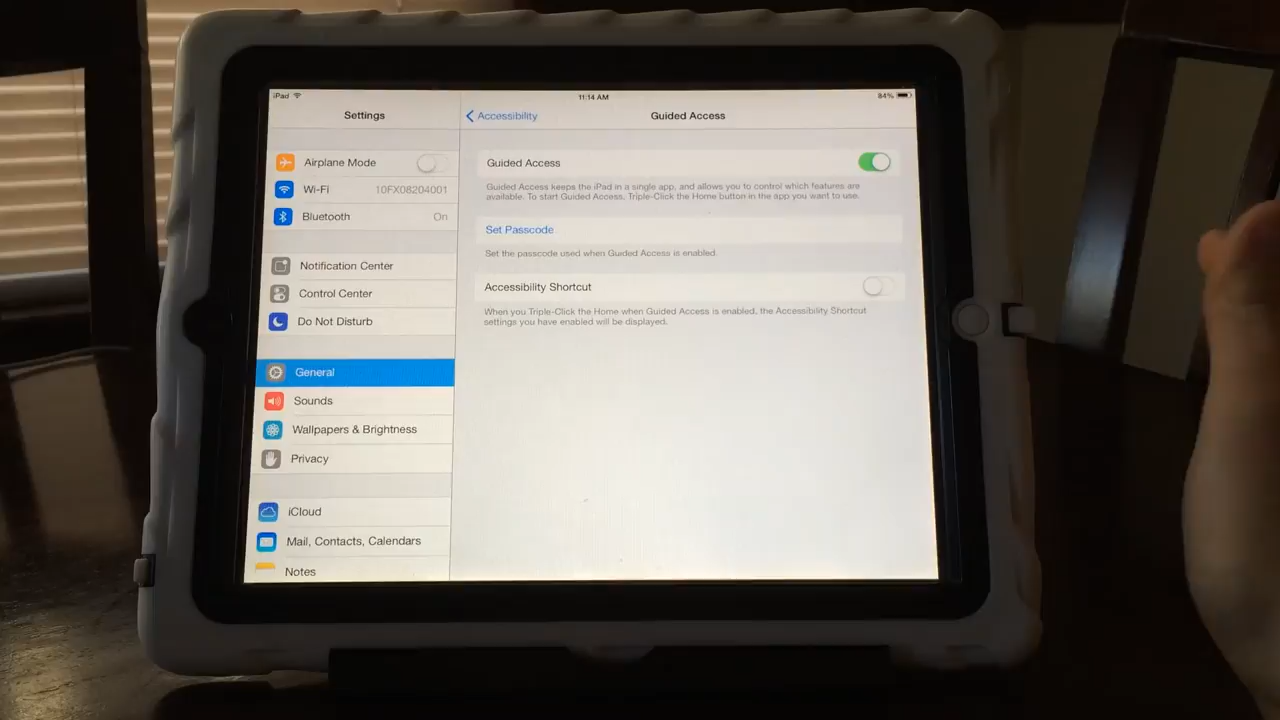 iPad
11:14 AM
84%
Settings
Airplane Mode
Wi-Fi 10FX08204001
Bluetooth On
Notification Center
Control Center
Do Not Disturb
General
Sounds
Wallpapers & Brightness
Privacy
iCloud
Mail, Contacts, Calendars
Notes
Accessibility
Guided Access
Guided Access
Guided Access keeps the iPad in a single app, and allows you to control which features are
available. To start Guided Access, Triple-Click the Home button in the app you want to use.
Set Passcode
Set the passcode used when Guided Access is enabled.
Accessibility Shortcut
When you Triple-Click the Home when Guided Access is enabled, the Accessibility Shortcut
settings you have enabled will be displayed.